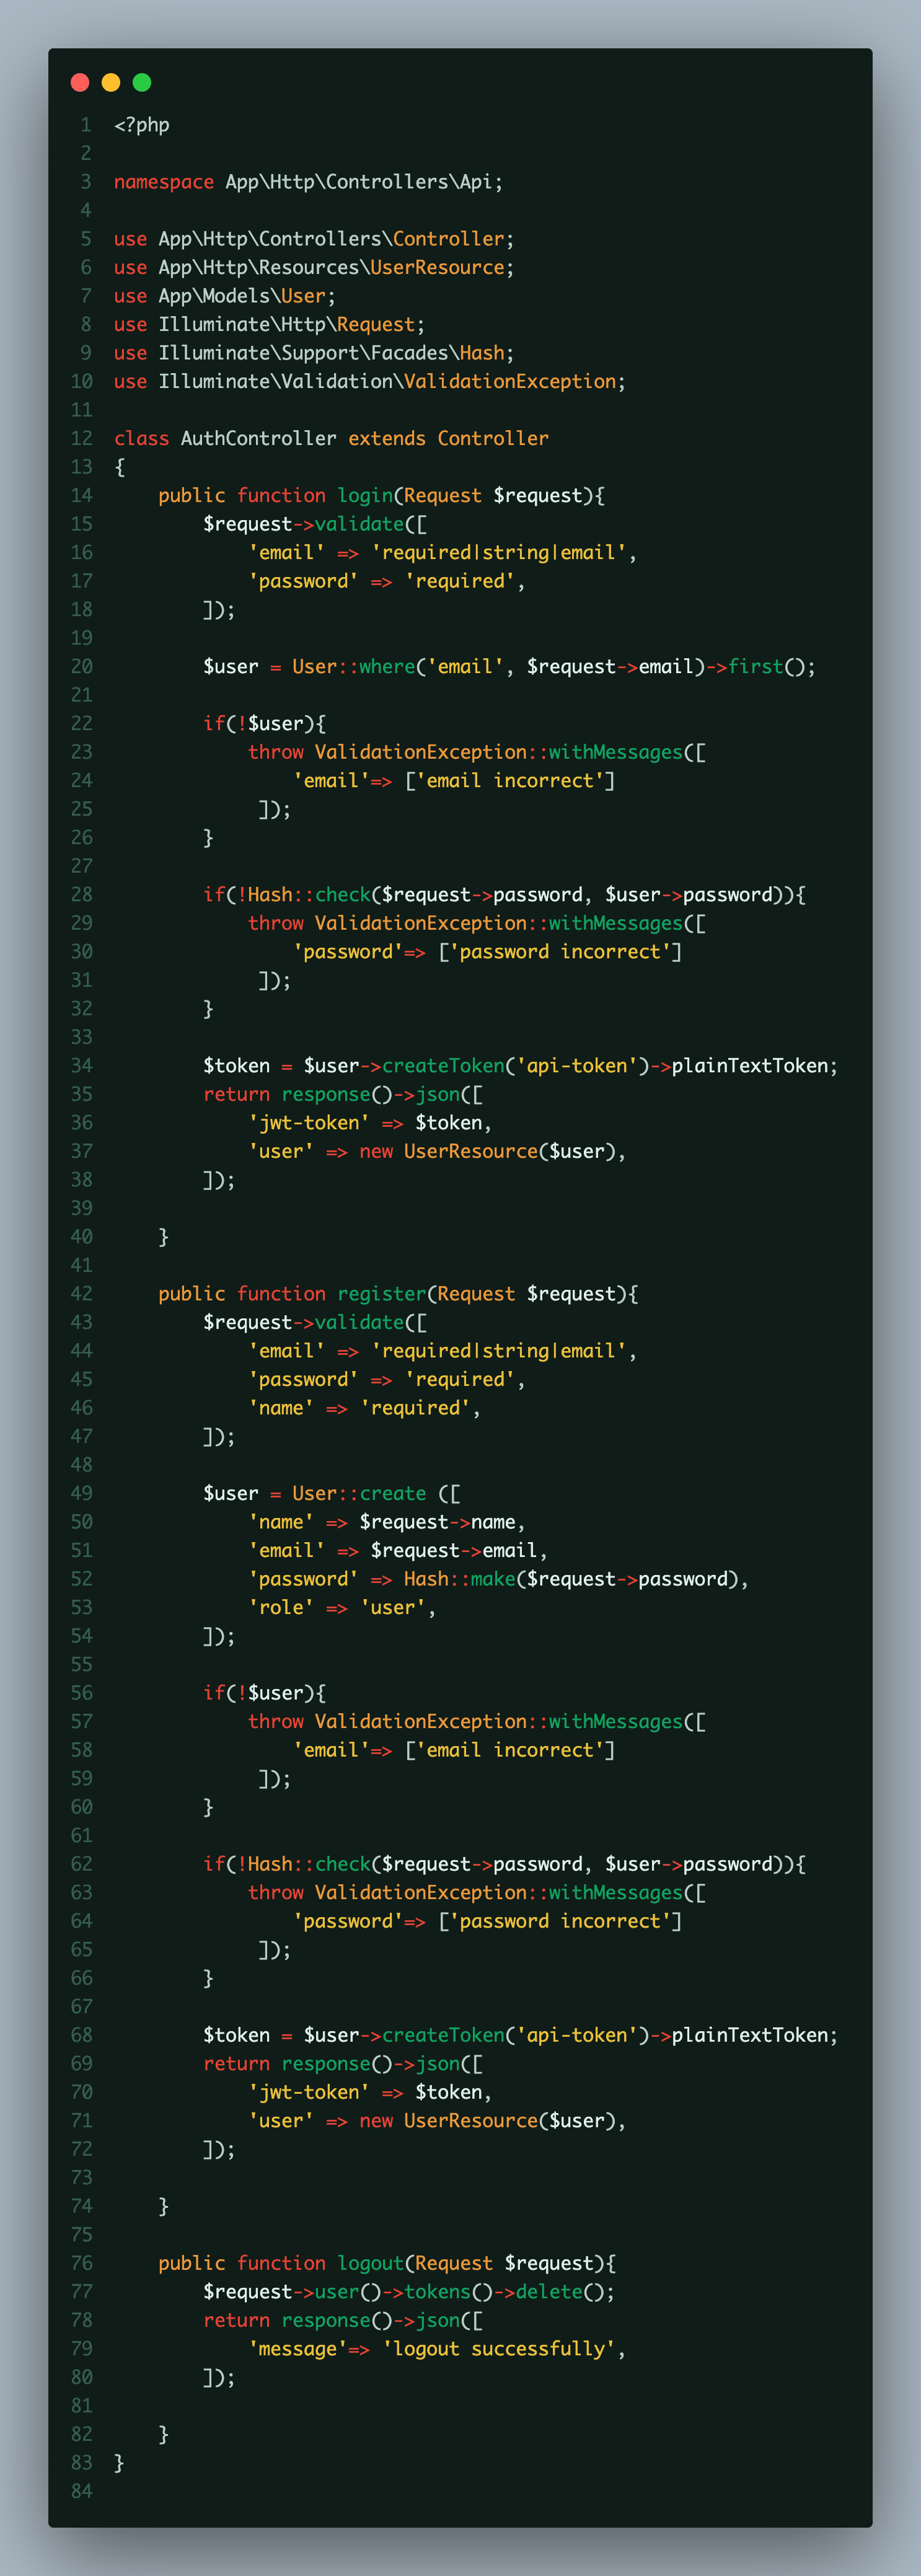 1 <?php
2
3 namespace App\Http\Controllers\Api;
4
5 use App\Http\Controllers\Controller;
6 use App\Http\Resources\UserResource;
7 use App\Models\User;
8 use Illuminate\Http\Request;
9 use Illuminate\Support\Facades\Hash;
10 use Illuminate\Validation\ValidationException;
11
12 class AuthController extends Controller
13 {
14     public function login(Request $request){
15         $request->validate([
16             'email' => 'required|string|email',
17             'password' => 'required',
18         ]);
19
20         $user = User::where('email', $request->email)->first();
21
22         if(!$user){
23             throw ValidationException::withMessages([
24                 'email'=> ['email incorrect']
25              ]);
26         }
27
28         if(!Hash::check($request->password, $user->password)){
29             throw ValidationException::withMessages([
30                 'password'=> ['password incorrect']
31              ]);
32         }
33
34         $token = $user->createToken('api-token')->plainTextToken;
35         return response()->json([
36             'jwt-token' => $token,
37             'user' => new UserResource($user),
38         ]);
39
40     }
41
42     public function register(Request $request){
43         $request->validate([
44             'email' => 'required|string|email',
45             'password' => 'required',
46             'name' => 'required',
47         ]);
48
49         $user = User::create ([
50             'name' => $request->name,
51             'email' => $request->email,
52             'password' => Hash::make($request->password),
53             'role' => 'user',
54         ]);
55
56         if(!$user){
57             throw ValidationException::withMessages([
58                 'email'=> ['email incorrect']
59              ]);
60         }
61
62         if(!Hash::check($request->password, $user->password)){
63             throw ValidationException::withMessages([
64                 'password'=> ['password incorrect']
65              ]);
66         }
67
68         $token = $user->createToken('api-token')->plainTextToken;
69         return response()->json([
70             'jwt-token' => $token,
71             'user' => new UserResource($user),
72         ]);
73
74     }
75
76     public function logout(Request $request){
77         $request->user()->tokens()->delete();
78         return response()->json([
79             'message'=> 'logout successfully',
80         ]);
81
82     }
83 }
84